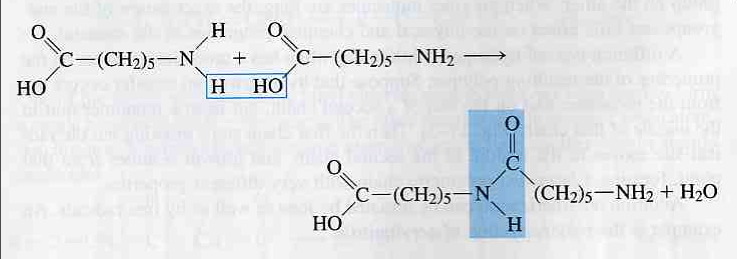 O H O
C—(CH₂)₅—N + C—(CH₂)₅—NH₂ ⟶
HO H HO
O
O C
C—(CH₂)₅—N (CH₂)₅—NH₂ + H₂O
HO H